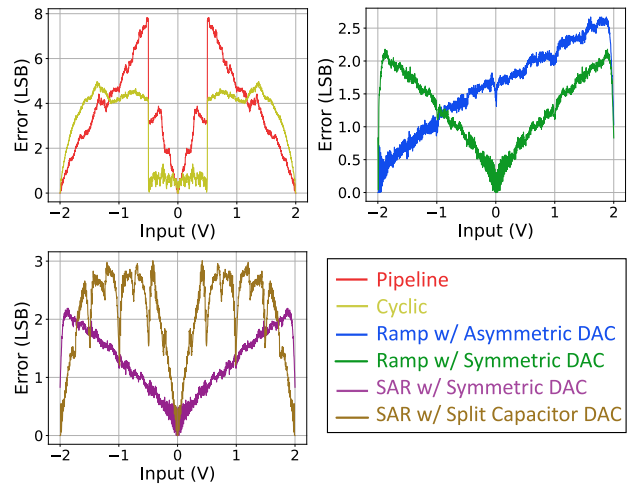 Error (LSB)
8
6
4
2
0
−2 −1 0 1 2
Input (V)
Error (LSB)
2.5
2.0
1.5
1.0
0.5
0.0
−2 −1 0 1 2
Input (V)
Error (LSB)
3
2
1
0
−2 −1 0 1 2
Input (V)
Pipeline
Cyclic
Ramp w/ Asymmetric DAC
Ramp w/ Symmetric DAC
SAR w/ Symmetric DAC
SAR w/ Split Capacitor DAC